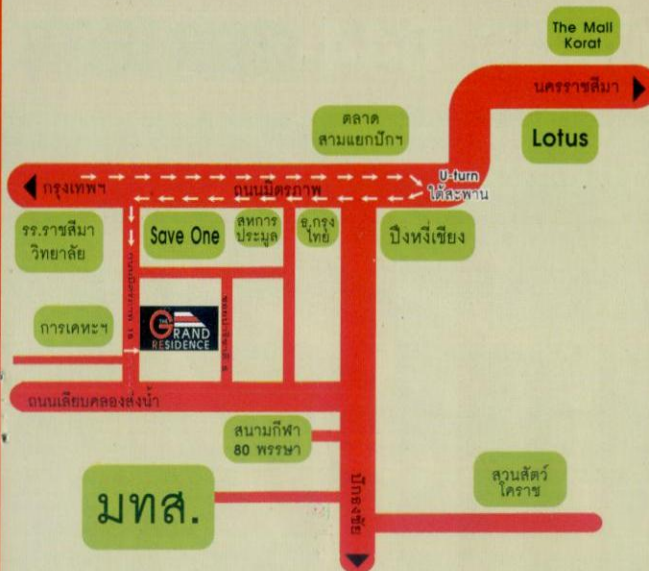 The Mall
Korat
นครราชสีมา
Lotus
ตลาด
สามแยกปักฯ
U-turn
ใต้สะพาน
กรุงเทพฯ
ถนนมิตรภาพ
รร.ราชสีมา
วิทยาลัย
Save One
สหการ
ประมูล
ธ.กรุง
ไทย
ปึงหงี่เชียง
การเคหะฯ
THE
GRAND
RESIDENCE
ถนนเลียบคลองส่งน้ำ
สนามกีฬา
80 พรรษา
มทส.
ปักธงชัย
สวนสัตว์
โคราช